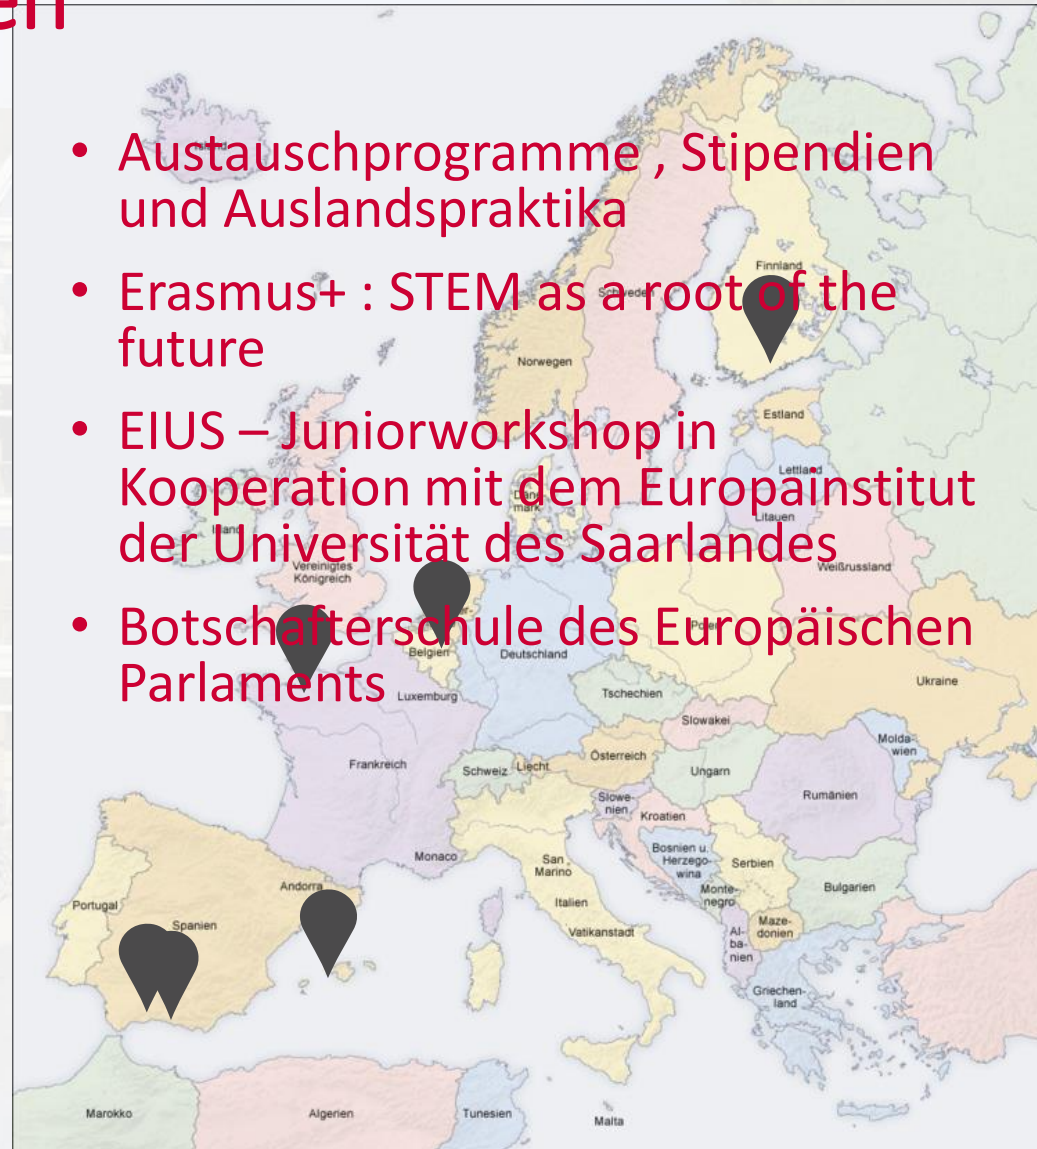 en
• Austauschprogramme , Stipendien
und Auslandspraktika
• Erasmus+ : STEM as a root of the
future
• EIUS – Juniorworkshop in
Kooperation mit dem Europainstitut
der Universität des Saarlandes
• Botschafterschule des Europäischen
Parlaments
Finnland
Norwegen
Estland
Lettland
Litauen
Däne-
mark
Irland
Vereinigtes
Königreich
Weißrussland
Polen
Belgien
Deutschland
Luxemburg
Tschechien
Ukraine
Slowakei
Molda-
wien
Frankreich
Schweiz
Liecht.
Österreich
Ungarn
Rumänien
Slowe-
nien
Kroatien
Bosnien u.
Herzego-
wina
Serbien
Monaco
San
Marino
Monte-
negro
Bulgarien
Andorra
Portugal
Spanien
Italien
Vatikanstadt
Al-
ba-
nien
Maze-
donien
Griechen-
land
Marokko
Algerien
Tunesien
Malta